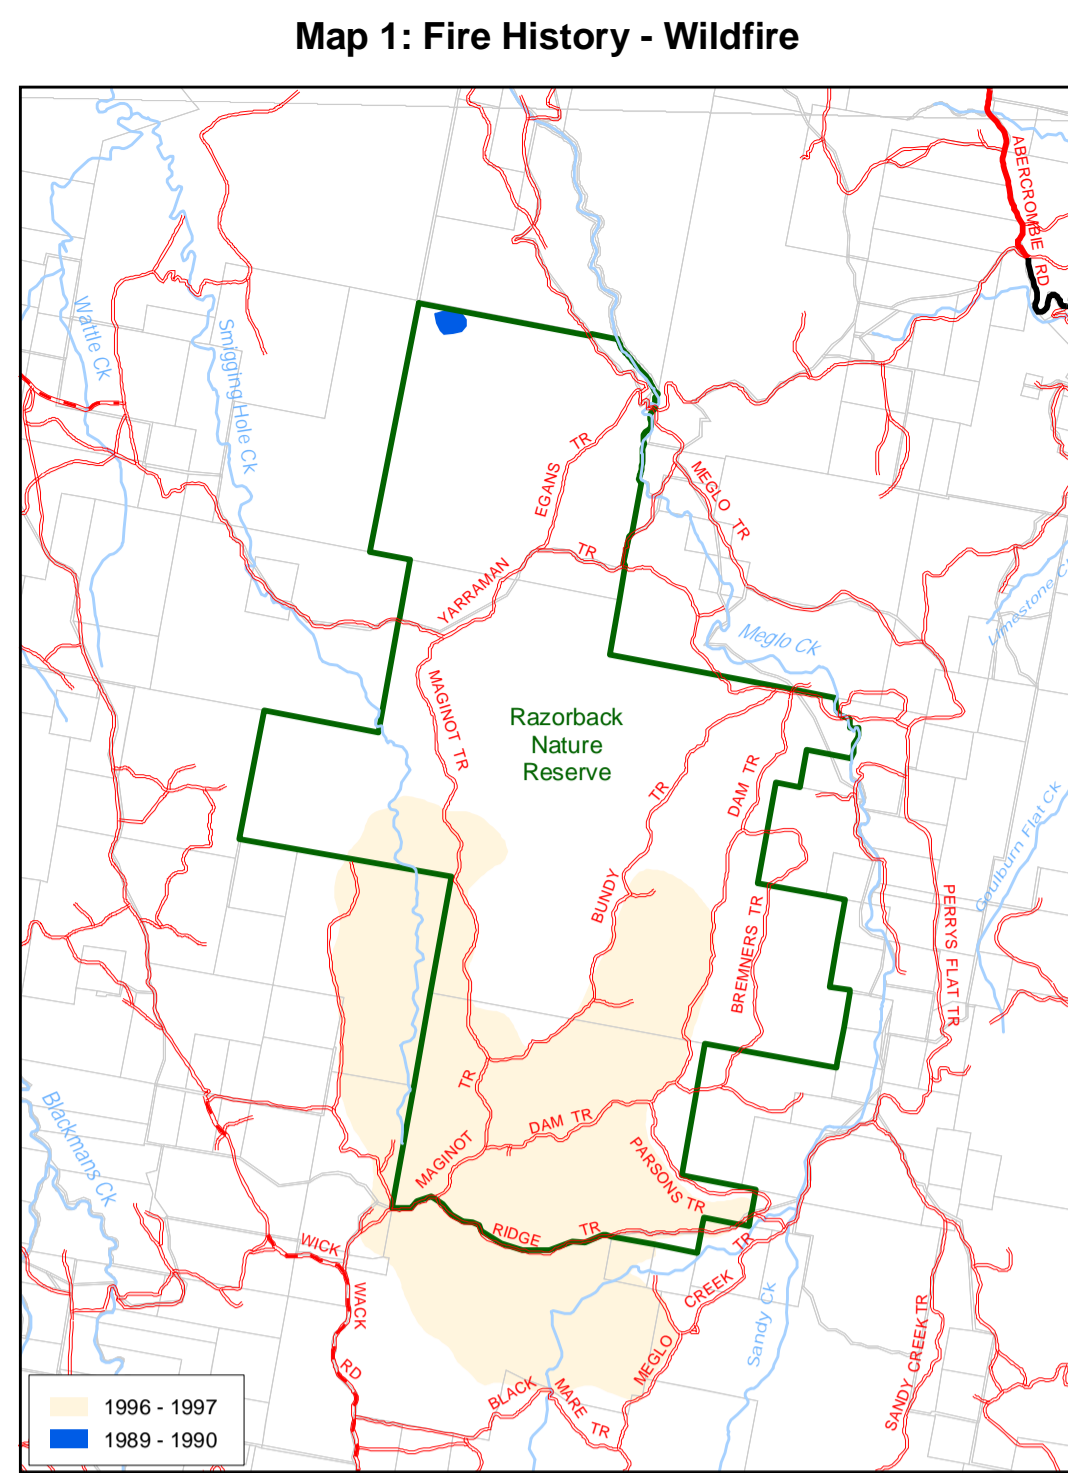 Map 1: Fire History - Wildfire
ABERCROMBIE RD
Wattle Ck
Smigging Hole Ck
EGANS TR
MEGLO TR
YARRAMAN TR
Limestone Ck
Meglo Ck
MAGINOT TR
Razorback
Nature
Reserve
DAM TR
BUNDY TR
Goulburn Flat Ck
BREMNERS TR
PERRYS FLAT TR
Blackmans Ck
MAGINOT TR
DAM TR
PARSONS TR
RIDGE TR
WICK
WACK
RD
MEGLO CREEK TR
Sandy Ck
SANDY CREEK TR
BLACK MARE TR
1996 - 1997
1989 - 1990